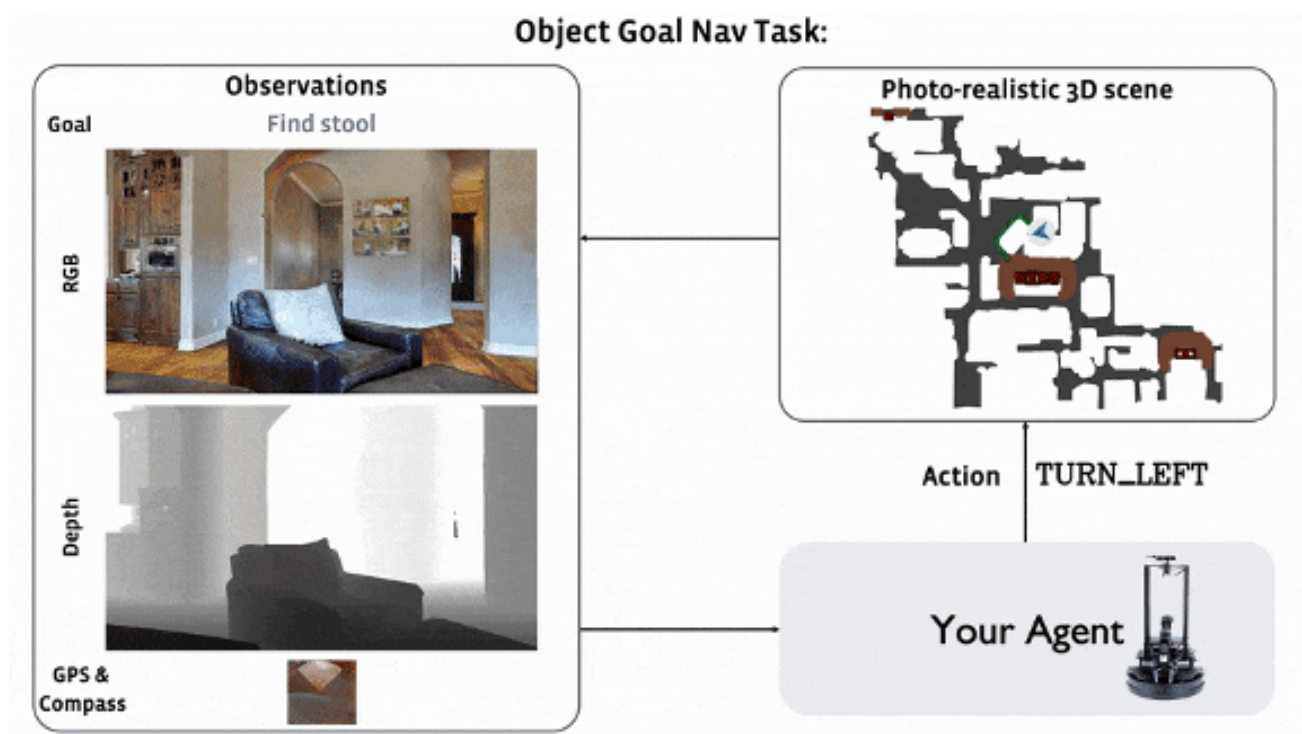 Object Goal Nav Task:
Observations
Goal
Find stool
RGB
Depth
GPS &
Compass
Photo-realistic 3D scene
Action
TURN_LEFT
Your Agent